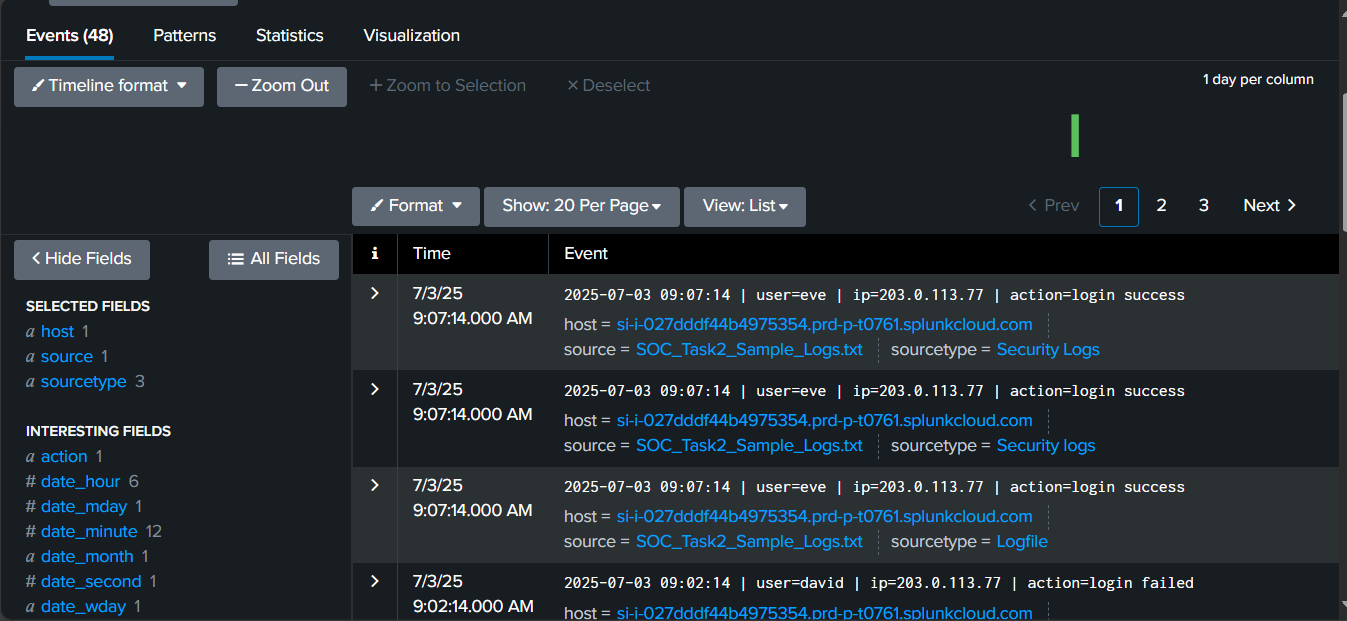 Events (48) Patterns Statistics Visualization
Timeline format Zoom Out Zoom to Selection Deselect
1 day per column
Format Show: 20 Per Page View: List Prev 1 2 3 Next
Hide Fields All Fields
i Time Event
SELECTED FIELDS
a host 1
a source 1
a sourcetype 3
INTERESTING FIELDS
a action 1
# date_hour 6
# date_mday 1
# date_minute 12
a date_month 1
# date_second 1
a date_wday 1
7/3/25
9:07:14.000 AM
2025-07-03 09:07:14 | user=eve | ip=203.0.113.77 | action=login success
host = si-i-027dddf44b4975354.prd-p-t0761.splunkcloud.com
source = SOC_Task2_Sample_Logs.txt sourcetype = Security Logs
7/3/25
9:07:14.000 AM
2025-07-03 09:07:14 | user=eve | ip=203.0.113.77 | action=login success
host = si-i-027dddf44b4975354.prd-p-t0761.splunkcloud.com
source = SOC_Task2_Sample_Logs.txt sourcetype = Security logs
7/3/25
9:07:14.000 AM
2025-07-03 09:07:14 | user=eve | ip=203.0.113.77 | action=login success
host = si-i-027dddf44b4975354.prd-p-t0761.splunkcloud.com
source = SOC_Task2_Sample_Logs.txt sourcetype = Logfile
7/3/25
9:02:14.000 AM
2025-07-03 09:02:14 | user=david | ip=203.0.113.77 | action=login failed
host = si-i-027dddf44b4975354.prd-p-t0761.splunkcloud.com